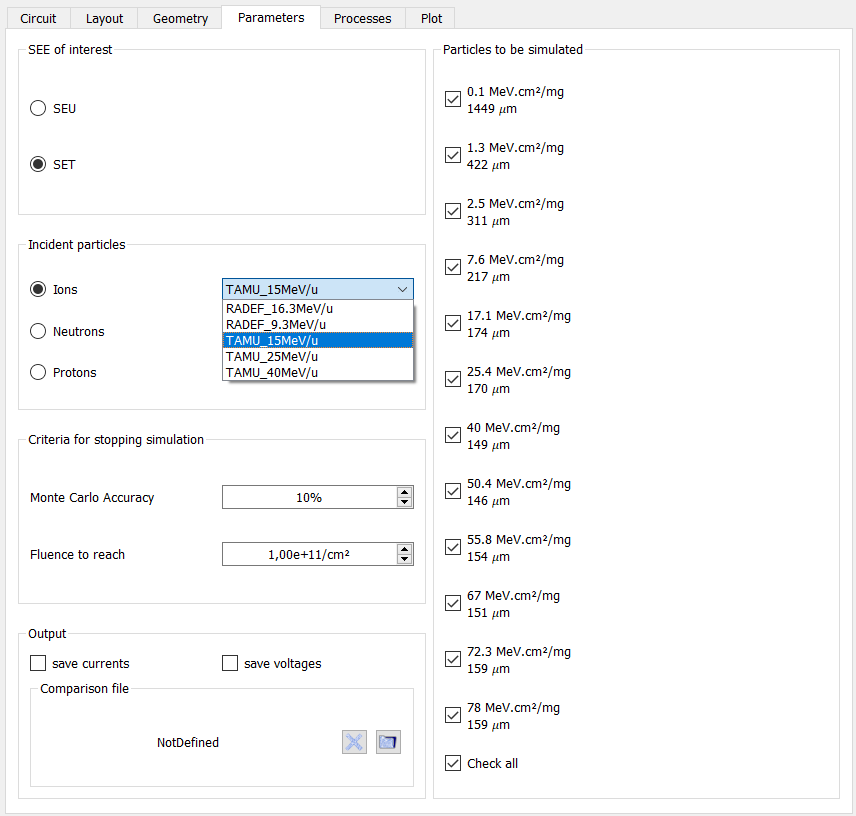 Circuit
Layout
Geometry
Parameters
Processes
Plot
SEE of interest
SEU
SET
Incident particles
Ions
TAMU_15MeV/u
RADEF_16.3MeV/u
RADEF_9.3MeV/u
TAMU_15MeV/u
TAMU_25MeV/u
TAMU_40MeV/u
Neutrons
Protons
Criteria for stopping simulation
Monte Carlo Accuracy
10%
Fluence to reach
1,00e+11/cm²
Output
save currents
save voltages
Comparison file
NotDefined
Particles to be simulated
0.1 MeV.cm²/mg
1449 μm
1.3 MeV.cm²/mg
422 μm
2.5 MeV.cm²/mg
311 μm
7.6 MeV.cm²/mg
217 μm
17.1 MeV.cm²/mg
174 μm
25.4 MeV.cm²/mg
170 μm
40 MeV.cm²/mg
149 μm
50.4 MeV.cm²/mg
146 μm
55.8 MeV.cm²/mg
154 μm
67 MeV.cm²/mg
151 μm
72.3 MeV.cm²/mg
159 μm
78 MeV.cm²/mg
159 μm
Check all